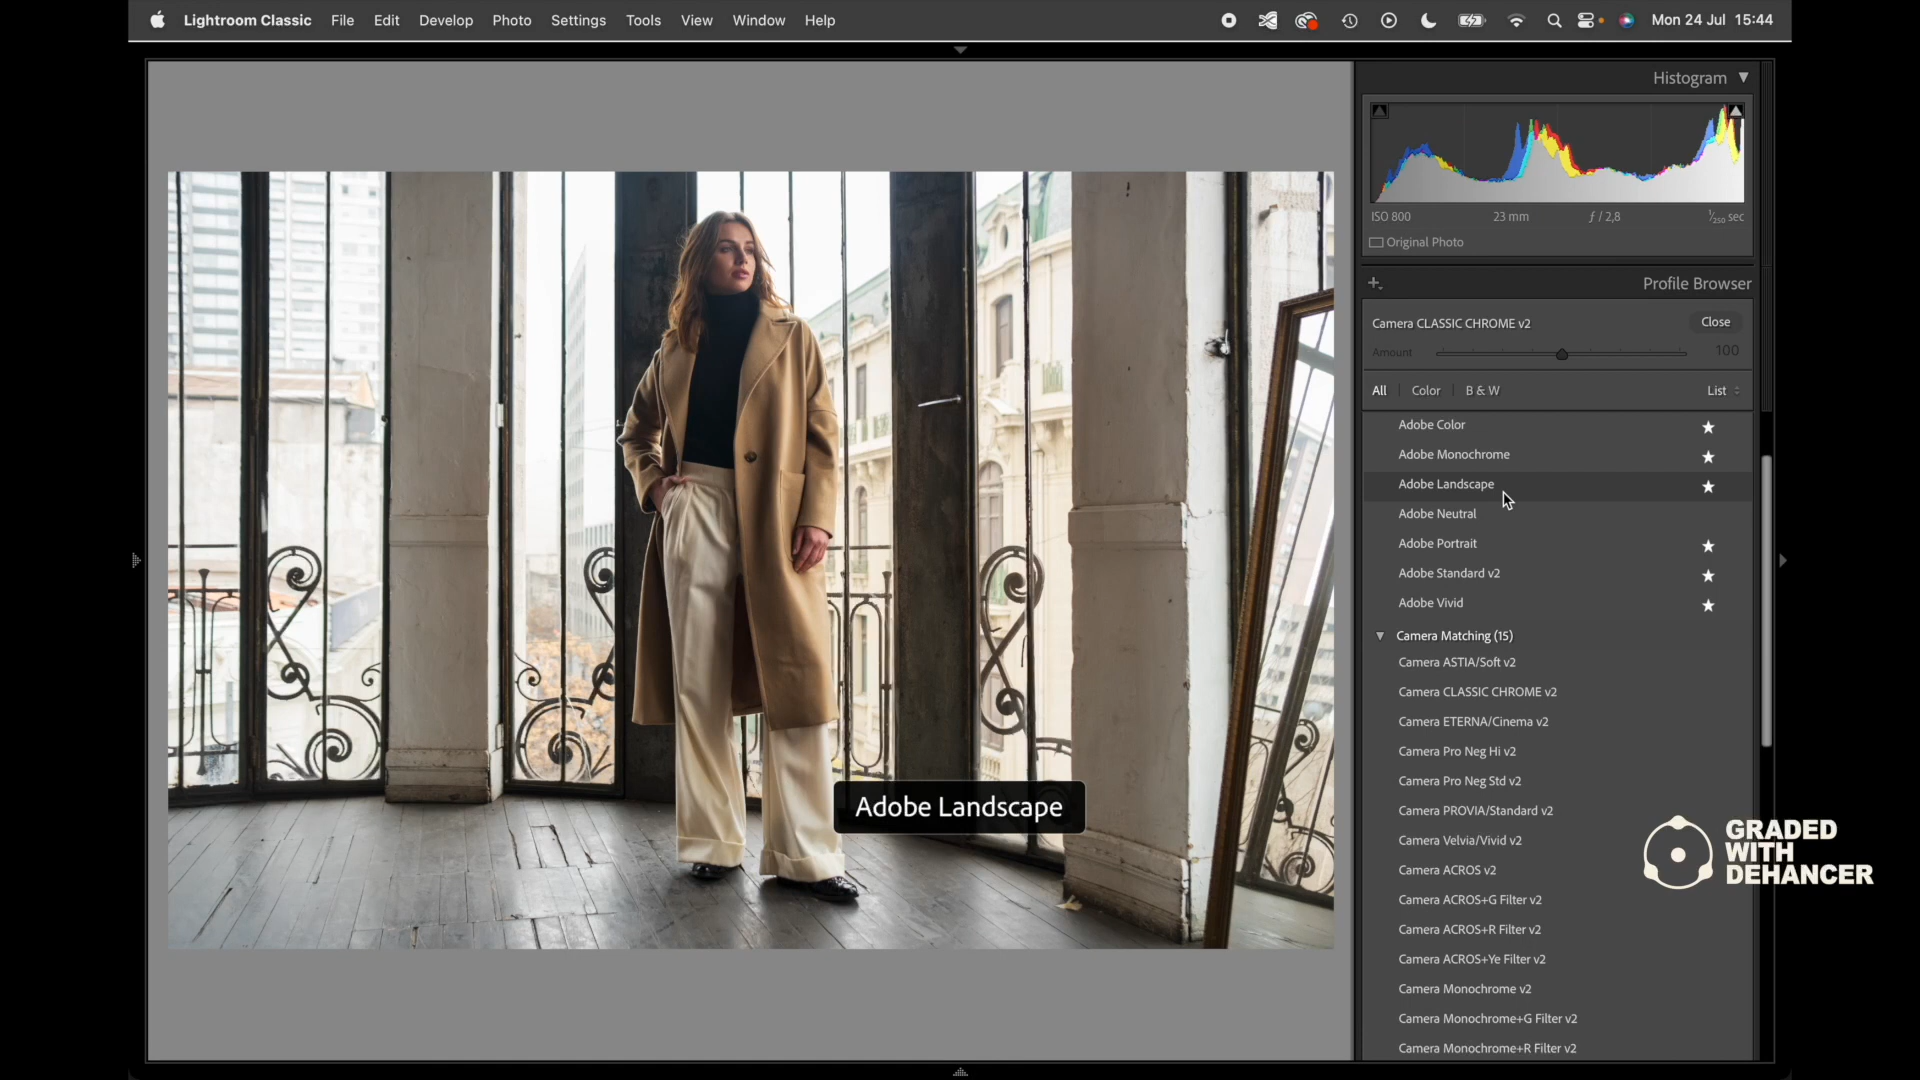 Lightroom Classic File Edit Develop Photo Settings Tools View Window Help Mon 24 Jul 15:44
Histogram
ISO 800 23 mm ƒ / 2,8 1/250 sec
Original Photo
Profile Browser
Camera CLASSIC CHROME v2 Close
Amount 100
All Color B & W List
Adobe Color
Adobe Monochrome
Adobe Landscape
Adobe Neutral
Adobe Portrait
Adobe Standard v2
Adobe Vivid
Camera Matching (15)
Camera ASTIA/Soft v2
Camera CLASSIC CHROME v2
Camera ETERNA/Cinema v2
Camera Pro Neg Hi v2
Camera Pro Neg Std v2
Camera PROVIA/Standard v2
Camera Velvia/Vivid v2
Camera ACROS v2
Camera ACROS+G Filter v2
Camera ACROS+R Filter v2
Camera ACROS+Ye Filter v2
Camera Monochrome v2
Camera Monochrome+G Filter v2
Camera Monochrome+R Filter v2
Adobe Landscape
GRADED
WITH
DEHANCER